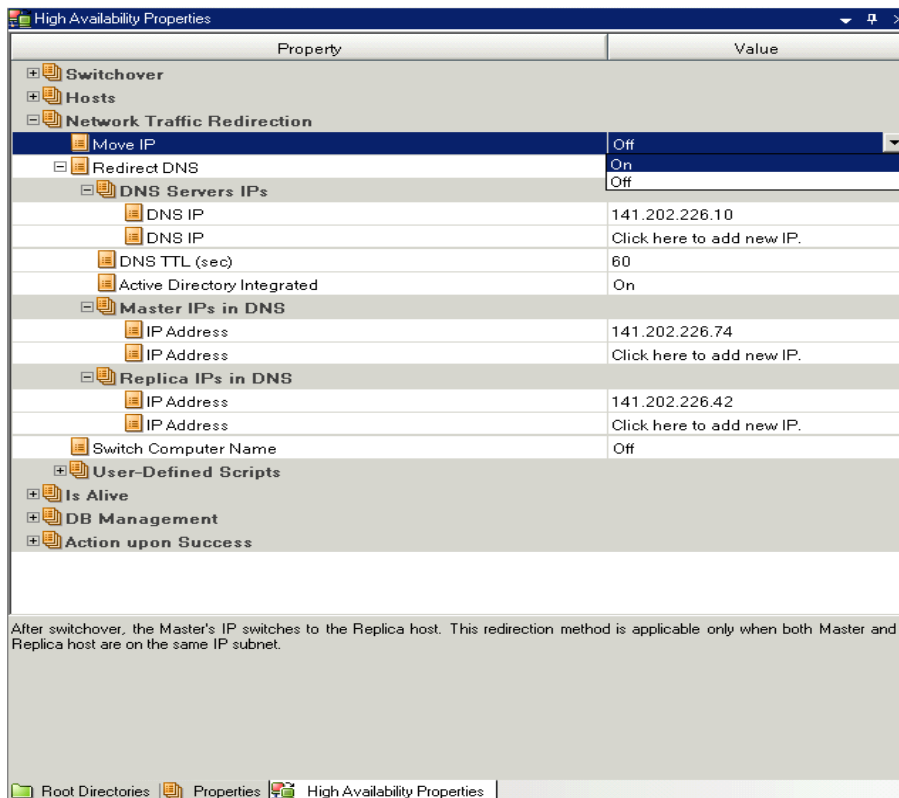 High Availability Properties
Property Value
Switchover
Hosts
Network Traffic Redirection
Move IP Off
On
Redirect DNS
Off
DNS Servers IPs
DNS IP 141.202.226.10
DNS IP Click here to add new IP.
DNS TTL (sec) 60
Active Directory Integrated On
Master IPs in DNS
IP Address 141.202.226.74
IP Address Click here to add new IP.
Replica IPs in DNS
IP Address 141.202.226.42
IP Address Click here to add new IP.
Switch Computer Name Off
User-Defined Scripts
Is Alive
DB Management
Action upon Success
After switchover, the Master's IP switches to the Replica host. This redirection method is applicable only when both Master and
Replica host are on the same IP subnet.
Root Directories Properties High Availability Properties